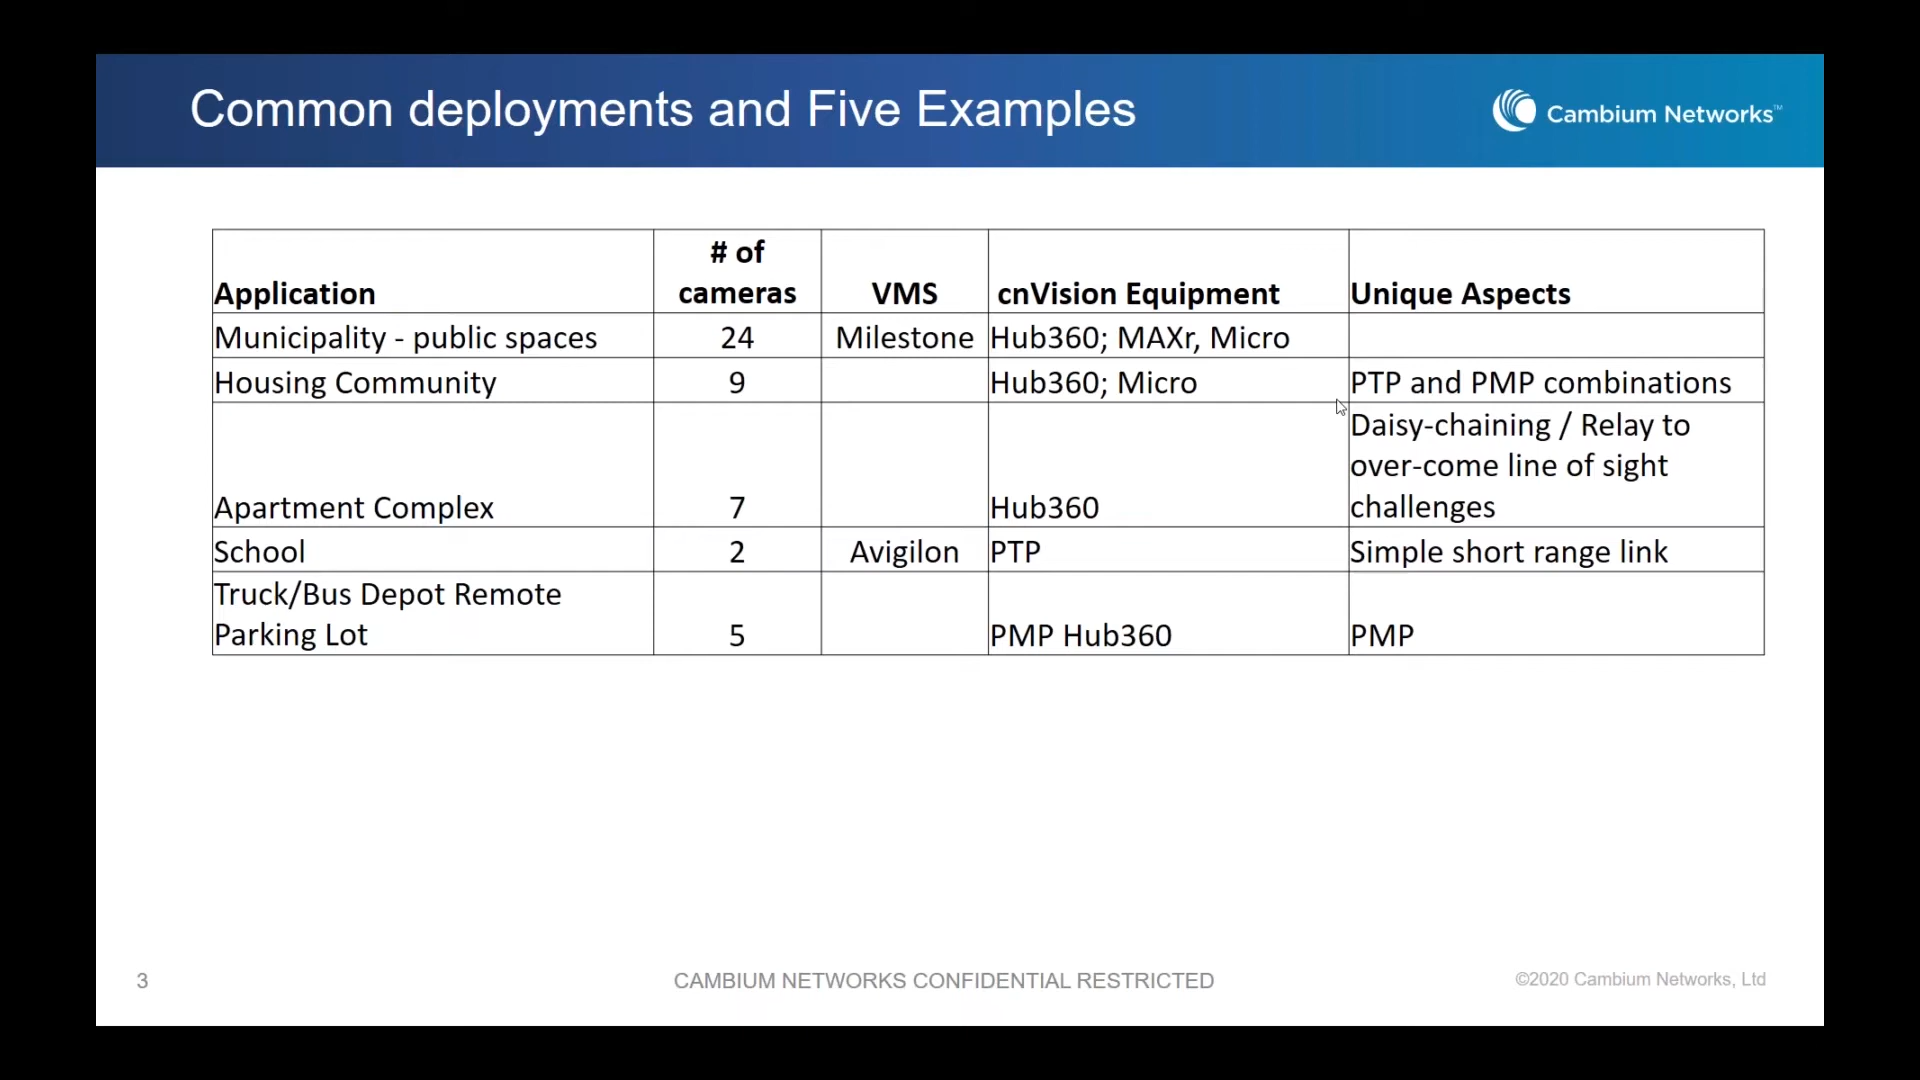 Common deployments and Five Examples
Cambium Networks™
Application | # of cameras | VMS | cnVision Equipment | Unique Aspects
Municipality - public spaces | 24 | Milestone | Hub360; MAXr, Micro
Housing Community | 9 | Hub360; Micro | PTP and PMP combinations
Apartment Complex | 7 | Hub360 | Daisy-chaining / Relay to over-come line of sight challenges
School | 2 | Avigilon | PTP | Simple short range link
Truck/Bus Depot Remote Parking Lot | 5 | PMP Hub360 | PMP
3
CAMBIUM NETWORKS CONFIDENTIAL RESTRICTED
©2020 Cambium Networks, Ltd